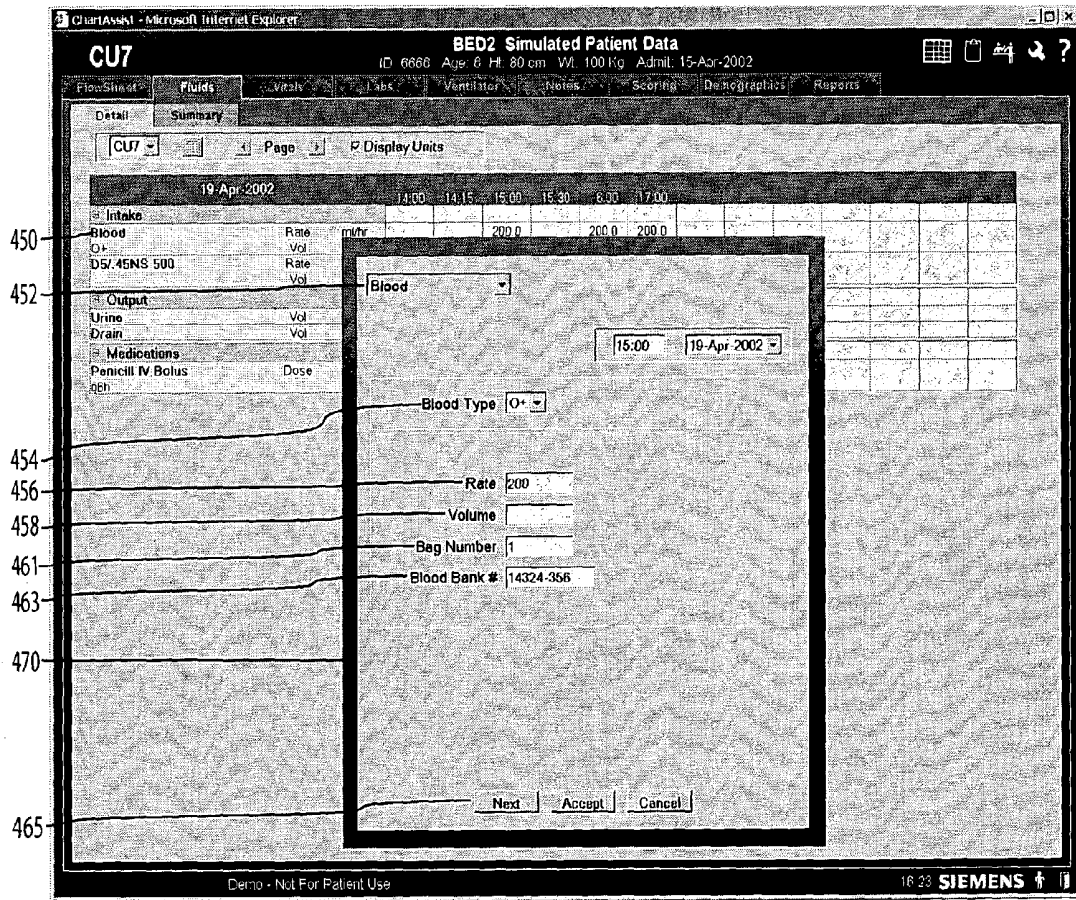 ChartAssist - Microsoft Internet Explorer
CU7
BED2 Simulated Patient Data
ID: 6666 Age: 6 Ht: 80 cm Wt. 100 Kg Admit: 15-Apr-2002
?
FlowSheet Fluids Vitals Labs Ventilator Notes Scoring Demographics Reports
Detail Summary
CU7 Page Display Units
19-Apr-2002 14:00 14:15 15:00 15:30 6:00 17:00
Intake
450 Blood Rate ml/hr 200.0 200.0 200.0
O+ Vol
D5/.45NS 500 Rate
Vol
452 Blood
Output
Urine Vol
Drain Vol
15:00 19-Apr-2002
Medications
Penicill IV Bolus Dose
Blood Type O+
454
Rate 200
456
Volume
458
Bag Number 1
461
Blood Bank # 14324-356
463
470
Next Accept Cancel
465
Demo - Not For Patient Use 16:23 SIEMENS